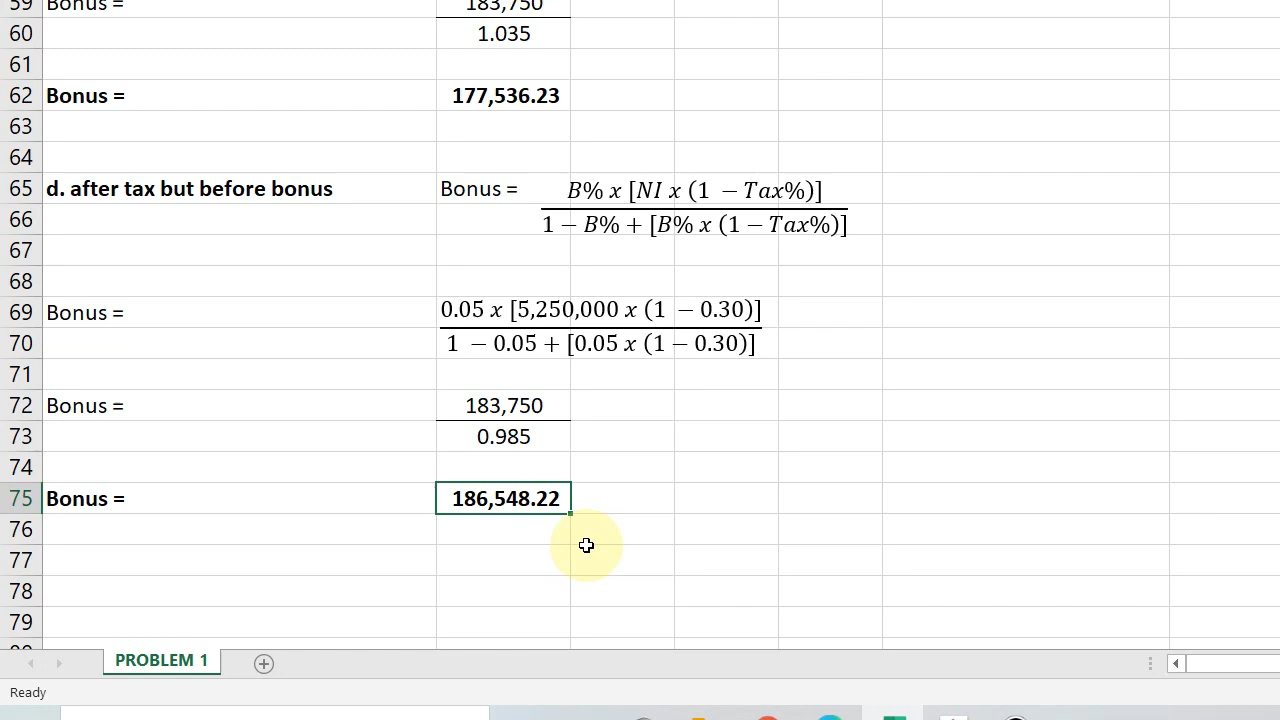 59 Bonus = 183,750
60 1.035
61
62 Bonus = 177,536.23
63
64
65 d. after tax but before bonus Bonus = B% x [NI x (1 − Tax%)]
66 1 − B% + [B% x (1 − Tax%)]
67
68
69 Bonus = 0.05 x [5,250,000 x (1 − 0.30)]
70 1 − 0.05 + [0.05 x (1 − 0.30)]
71
72 Bonus = 183,750
73 0.985
74
75 Bonus = 186,548.22
76
77
78
79
PROBLEM 1
Ready